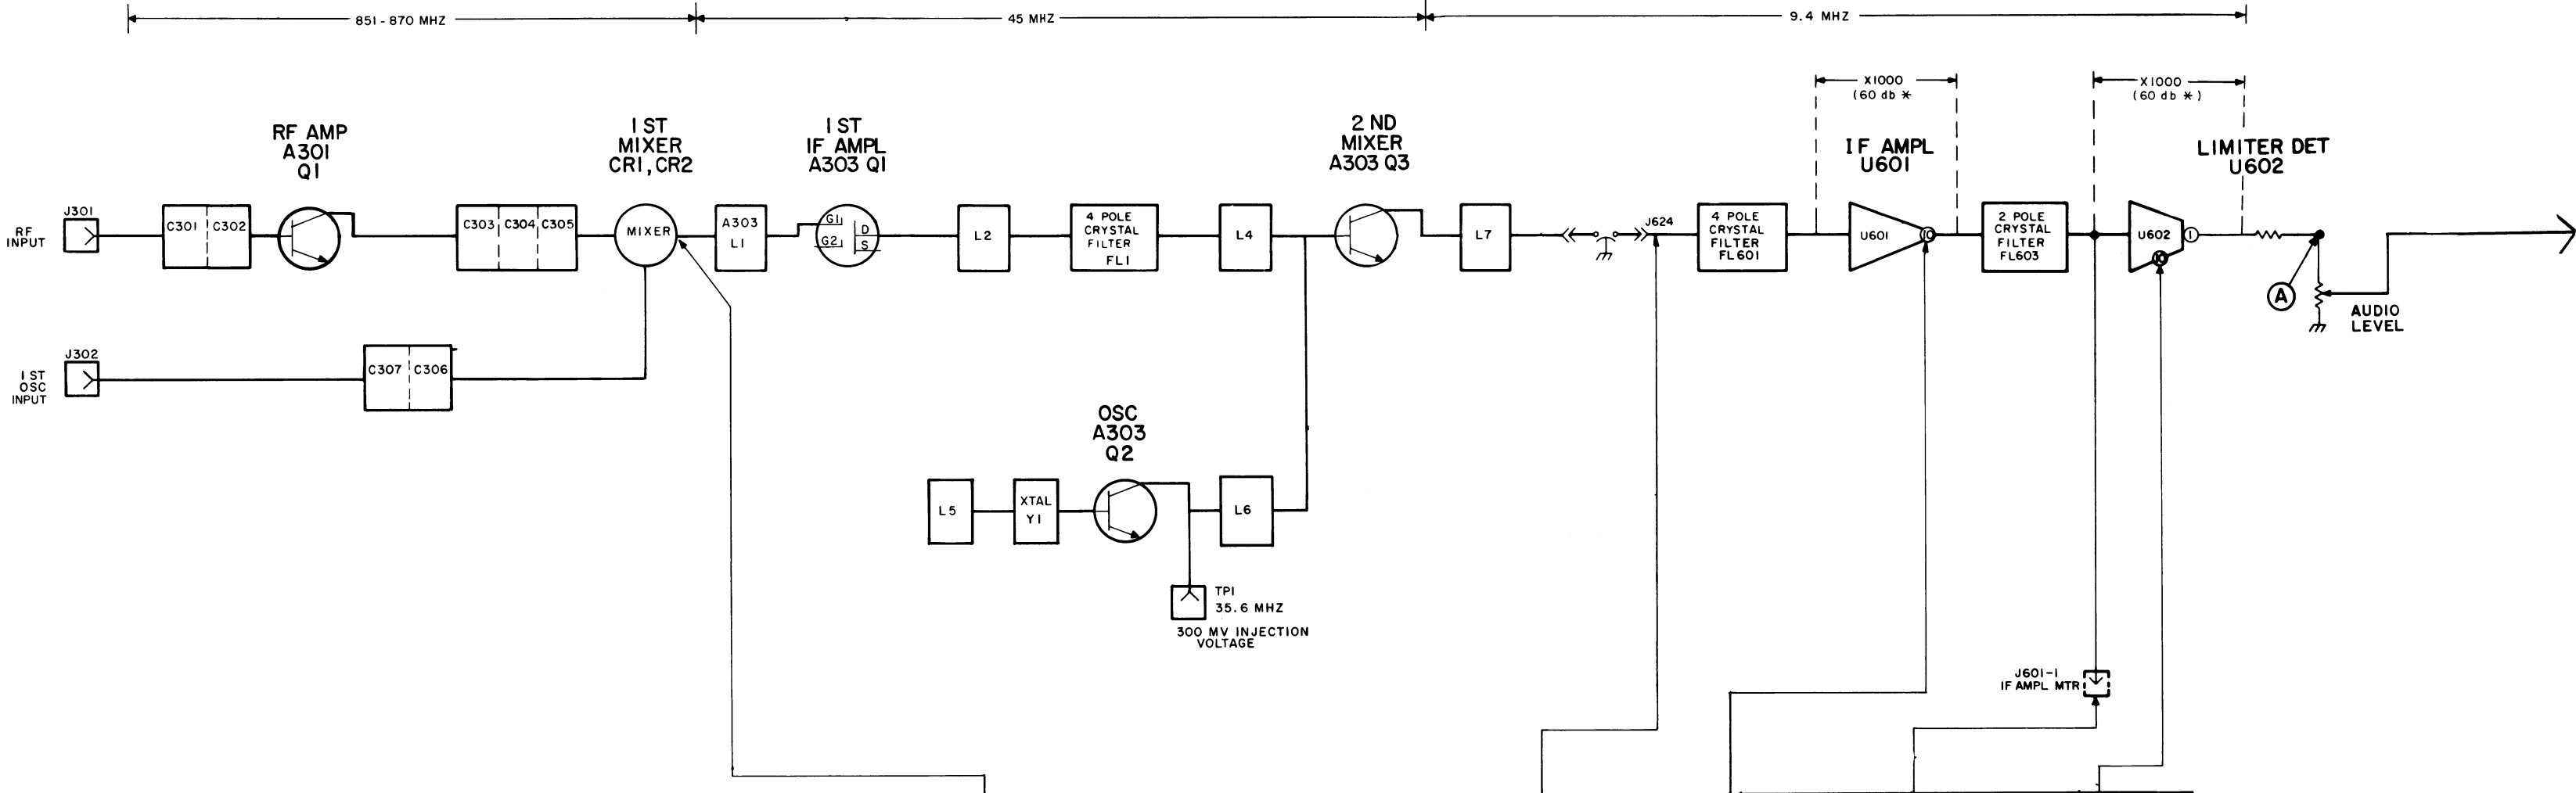 851-870 MHZ
45 MHZ
9.4 MHZ
X1000
(60 db *
X1000
(60 db *)
RF AMP
A301
Q1
1 ST
MIXER
CR1, CR2
1 ST
IF AMPL
A303 Q1
2 ND
MIXER
A303 Q3
IF AMPL
U601
LIMITER DET
U602
J301
RF
INPUT
C301
C302
C303
C304
C305
MIXER
A303
L1
G1
G2
D
S
L2
4 POLE
CRYSTAL
FILTER
FL1
L4
L7
J624
4 POLE
CRYSTAL
FILTER
FL601
U601
10
2 POLE
CRYSTAL
FILTER
FL603
U602
1
10
A
AUDIO
LEVEL
J302
1 ST
OSC
INPUT
C307
C306
OSC
A303
Q2
L5
XTAL
Y1
L6
TP1
35.6 MHZ
300 MV INJECTION
VOLTAGE
J601-1
IF AMPL MTR